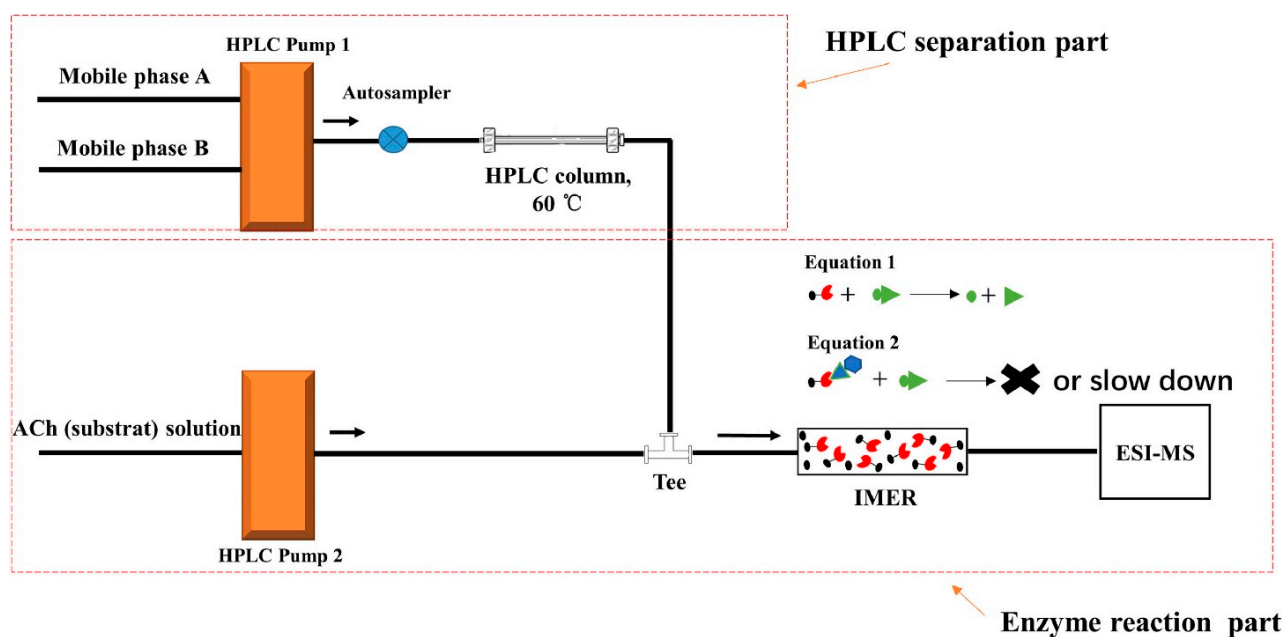 HPLC Pump 1
HPLC separation part
Mobile phase A
Autosampler
Mobile phase B
HPLC column,
60 ℃
Equation 1
+
+
Equation 2
+
or slow down
ACh (substrat) solution
ESI-MS
Tee
IMER
HPLC Pump 2
Enzyme reaction part